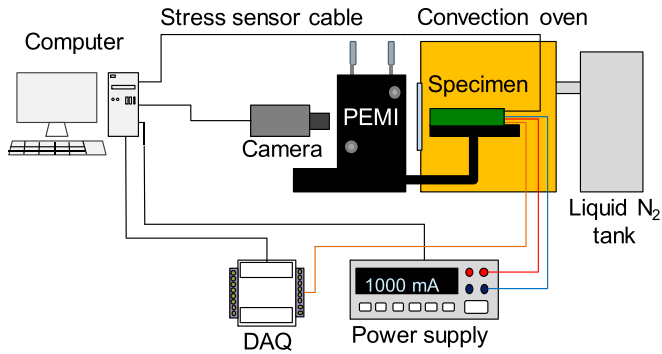 Stress sensor cable
Convection oven
Computer
Specimen
PEMI
Camera
Liquid N₂
tank
1000 mA
DAQ
Power supply